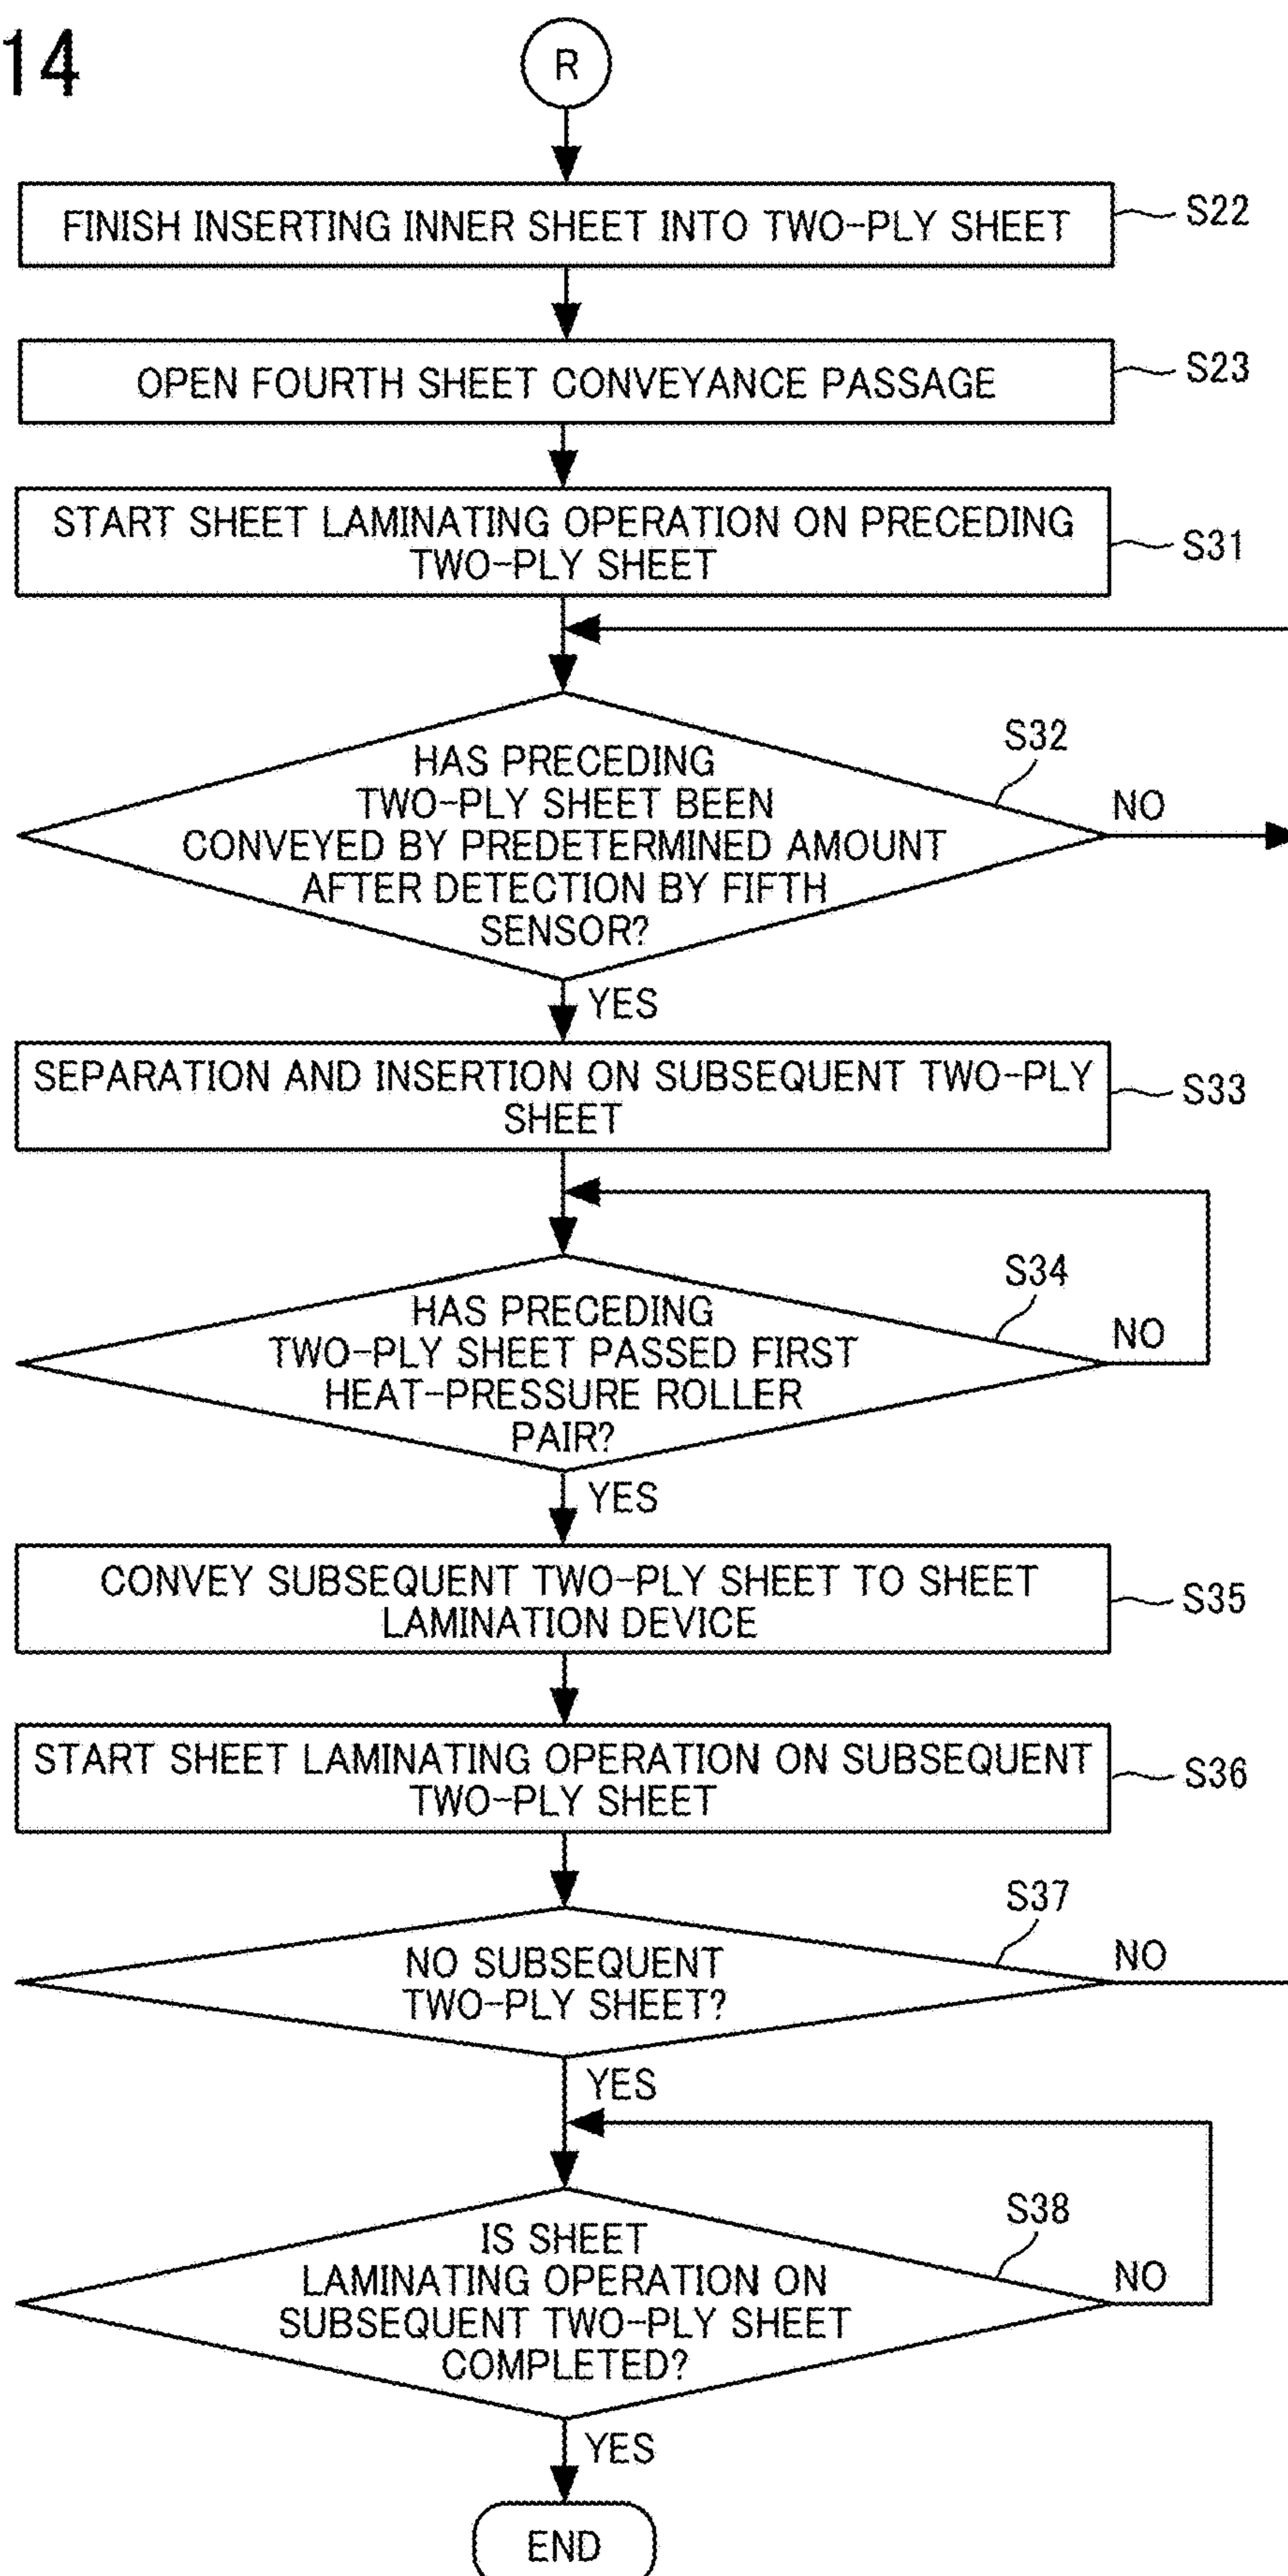 14
R
FINISH INSERTING INNER SHEET INTO TWO-PLY SHEET
S22
OPEN FOURTH SHEET CONVEYANCE PASSAGE
S23
START SHEET LAMINATING OPERATION ON PRECEDING
TWO-PLY SHEET
S31
S32
HAS PRECEDING
TWO-PLY SHEET BEEN
CONVEYED BY PREDETERMINED AMOUNT
AFTER DETECTION BY FIFTH
SENSOR?
NO
YES
SEPARATION AND INSERTION ON SUBSEQUENT TWO-PLY
SHEET
S33
S34
HAS PRECEDING
TWO-PLY SHEET PASSED FIRST
HEAT-PRESSURE ROLLER
PAIR?
NO
YES
CONVEY SUBSEQUENT TWO-PLY SHEET TO SHEET
LAMINATION DEVICE
S35
START SHEET LAMINATING OPERATION ON SUBSEQUENT
TWO-PLY SHEET
S36
S37
NO SUBSEQUENT
TWO-PLY SHEET?
NO
YES
S38
IS SHEET
LAMINATING OPERATION ON
SUBSEQUENT TWO-PLY SHEET
COMPLETED?
NO
YES
END